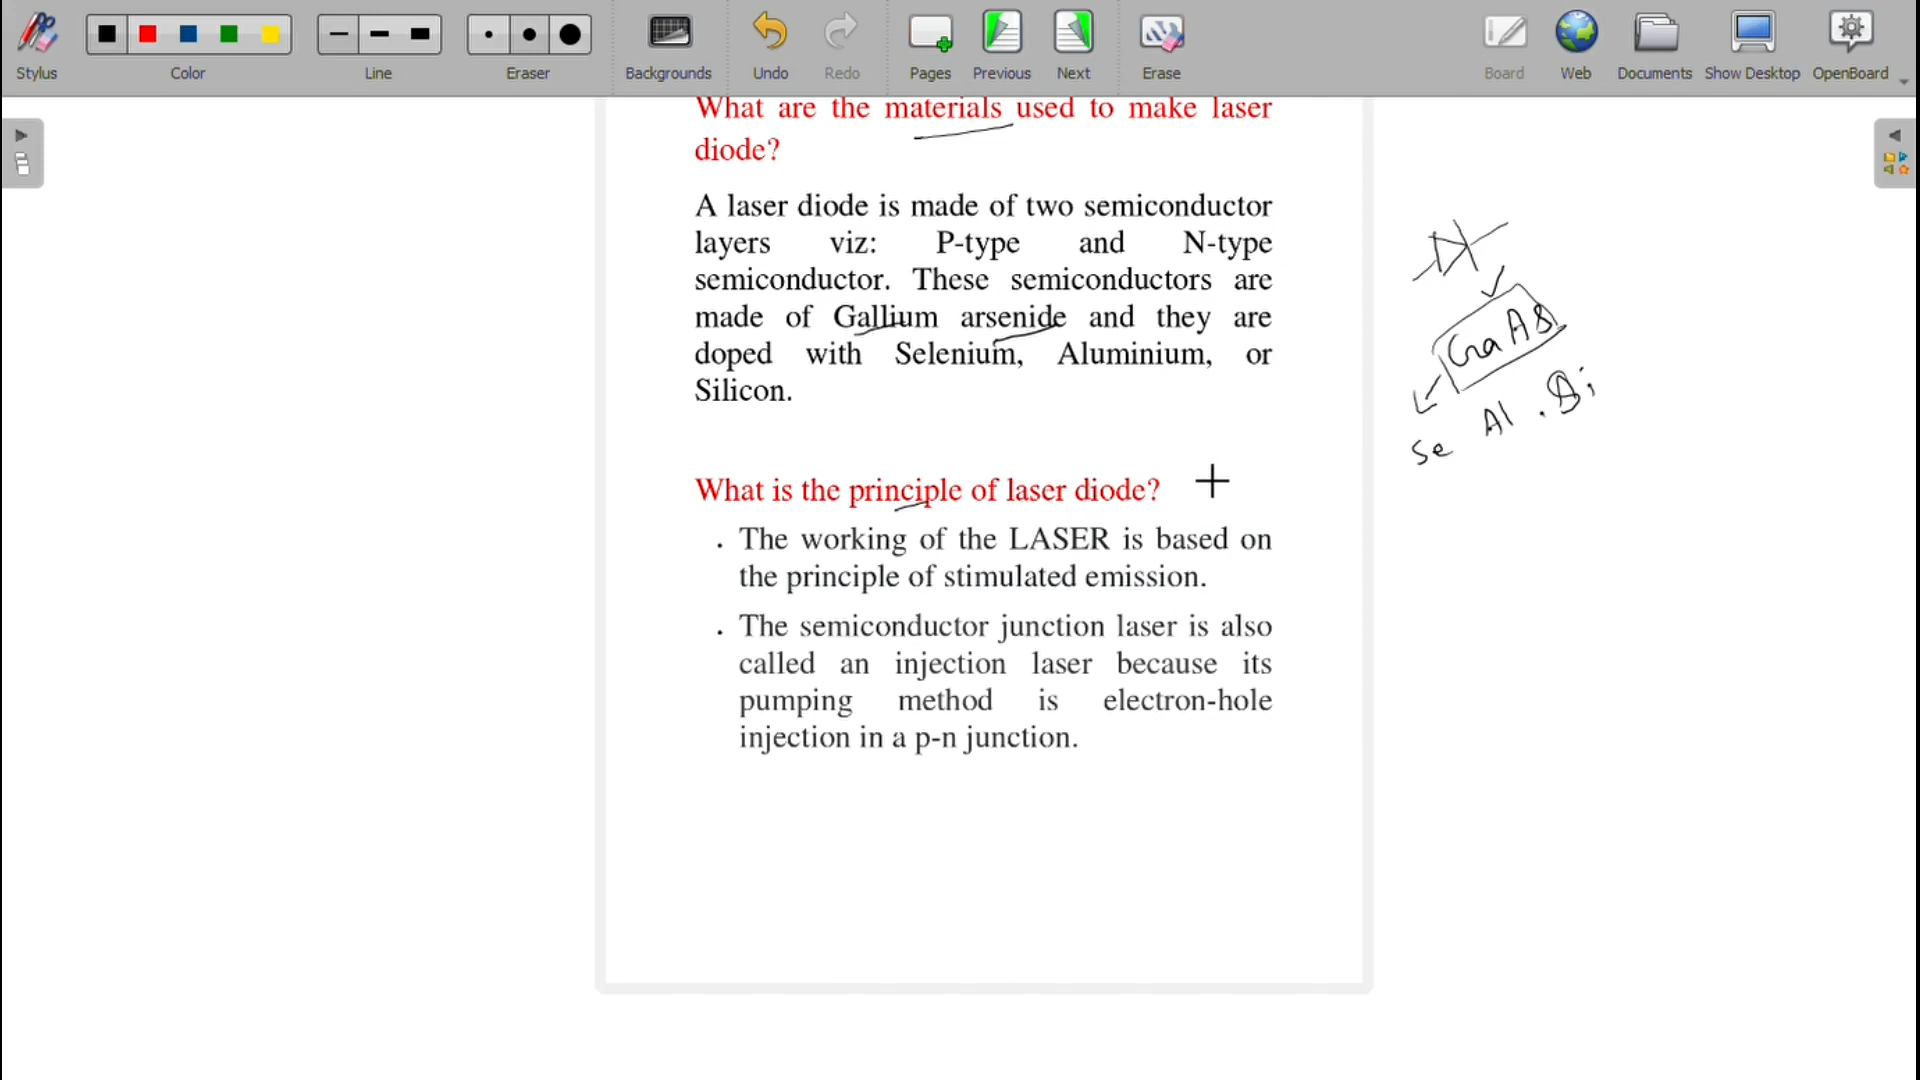 Stylus
Color
Line
Eraser
Backgrounds
Undo
Redo
Pages
Previous
Next
Erase
Board
Web
Documents
Show Desktop
OpenBoard
What are the materials used to make laser
diode?
A laser diode is made of two semiconductor
layers viz: P-type and N-type
semiconductor. These semiconductors are
made of Gallium arsenide and they are
doped with Selenium, Aluminium, or
Silicon.
What is the principle of laser diode?
• The working of the LASER is based on
the principle of stimulated emission.
• The semiconductor junction laser is also
called an injection laser because its
pumping method is electron-hole
injection in a p-n junction.
GaAs
Se Al . Si